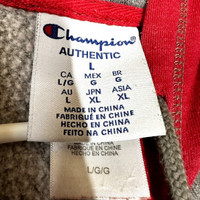 Champion
AUTHENTIC
L
CA MEX BR
L/G G G
AU JPN ASIA
L XL XL
MADE IN CHINA
FABRIQUÉ EN CHINE
HECHO EN CHINA
FEITO NA CHINA
MADE IN CHINA
FABRIQUÉ EN CHINE
HECHO EN CHINA
L/G/G